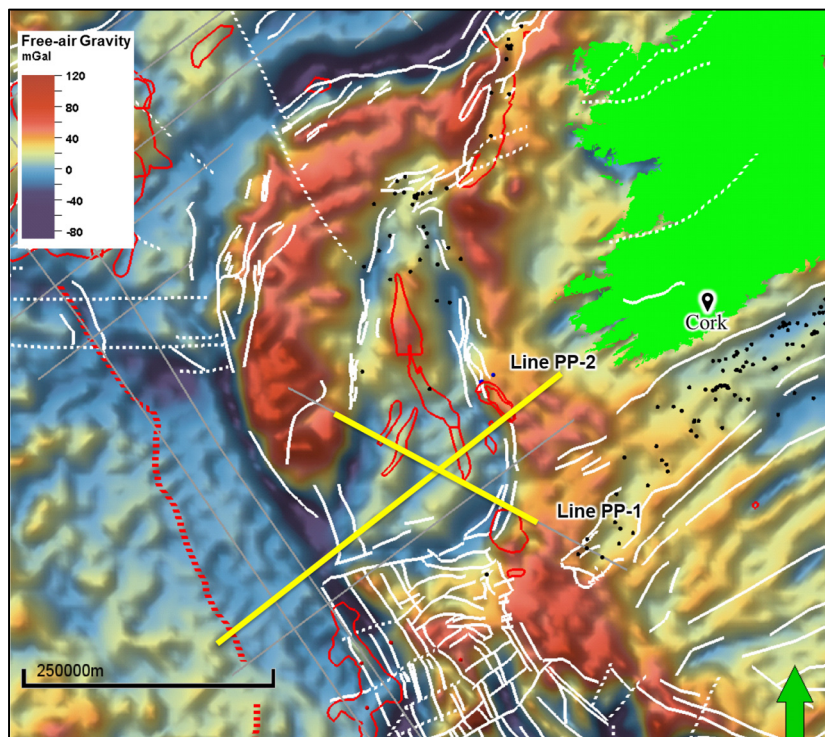 Free-air Gravity
mGal
120
80
40
0
-40
-80
Cork
Line PP-2
Line PP-1
250000m